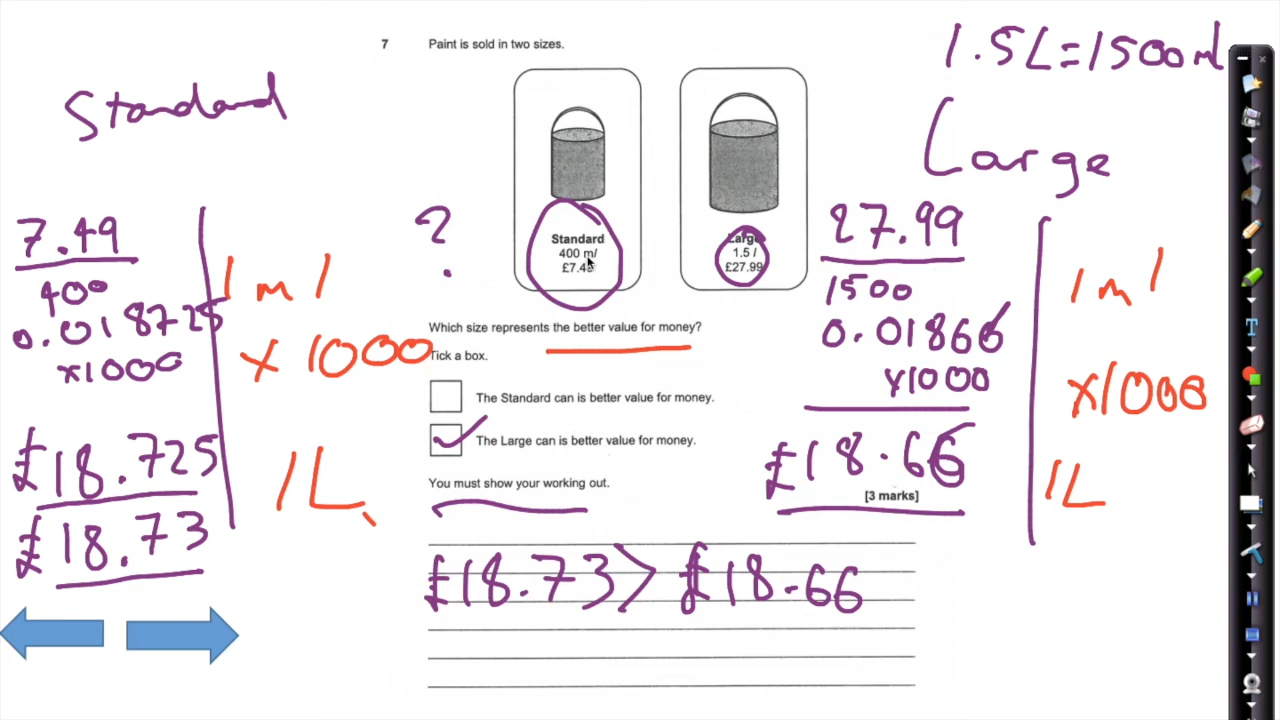 1.5L=1500ml
7 Paint is sold in two sizes.
Standard
Large
Standard
400 ml
£7.49
Large
1.5 l
£27.99
?
7.49
400
0.018725
x1000
£18.725
£18.73
1 ml
x 1000
1L
27.99
1500
0.01866
x1000
£18.66
1 ml
x1000
1L
Which size represents the better value for money?
Tick a box.
The Standard can is better value for money.
The Large can is better value for money.
You must show your working out.
[3 marks]
£18.73 > £18.66
T